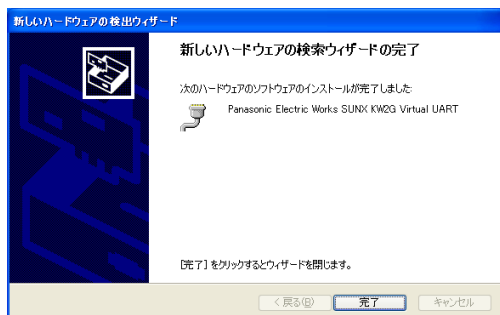 新しいハードウェアの検出ウィザード
新しいハードウェアの検索ウィザードの完了
次のハードウェアのソフトウェアのインストールが完了しました:
Panasonic Electric Works SUNX KW2G Virtual UART
[完了] をクリックするとウィザードを閉じます。
< 戻る(B)
完了
キャンセル